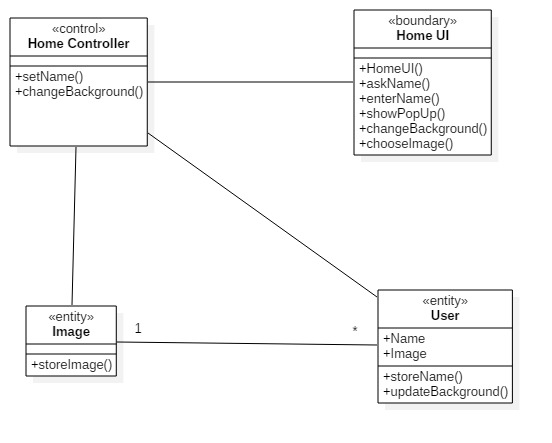 «control»
Home Controller
+setName()
+changeBackground()
«boundary»
Home UI
+HomeUI()
+askName()
+enterName()
+showPopUp()
+changeBackground()
+chooseImage()
«entity»
Image
+storeImage()
1
*
«entity»
User
+Name
+Image
+storeName()
+updateBackground()